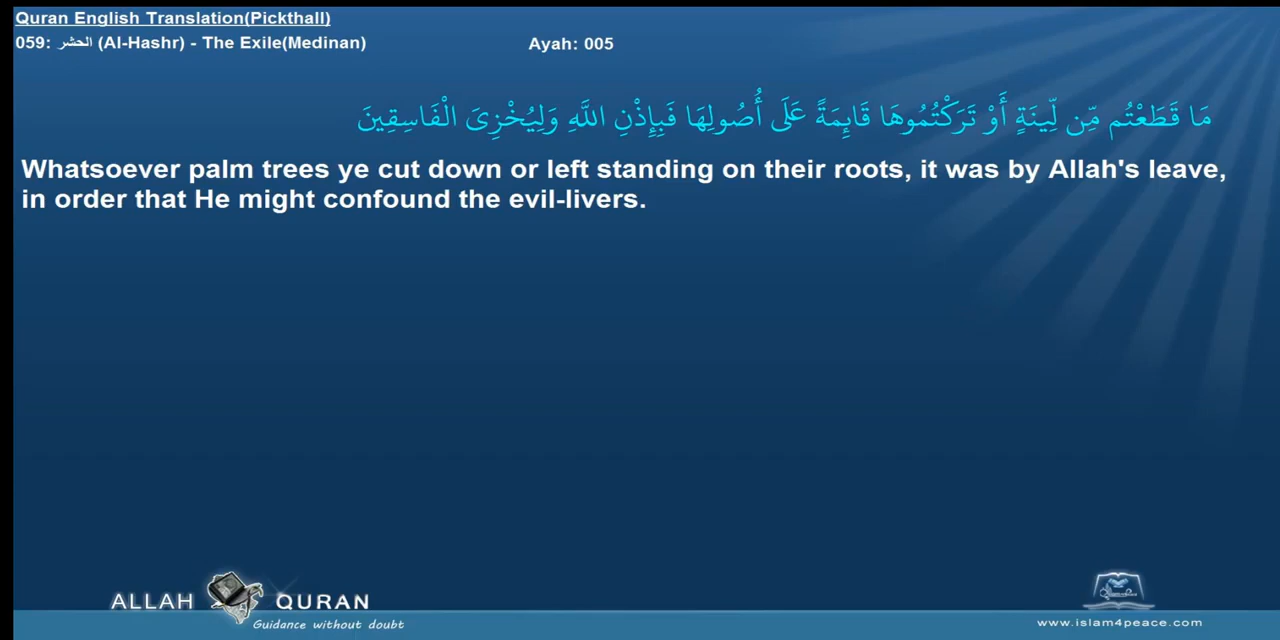 Quran English Translation(Pickthall)
059: الحشر (Al-Hashr) - The Exile(Medinan) Ayah: 005
مَا قَطَعْتُم مِّن لِّينَةٍ أَوْ تَرَكْتُمُوهَا قَائِمَةً عَلَى أُصُولِهَا فَبِإِذْنِ اللَّهِ وَلِيُخْزِيَ الْفَاسِقِينَ
Whatsoever palm trees ye cut down or left standing on their roots, it was by Allah's leave,
in order that He might confound the evil-livers.
ALLAH QURAN
Guidance without doubt
www.islam4peace.com